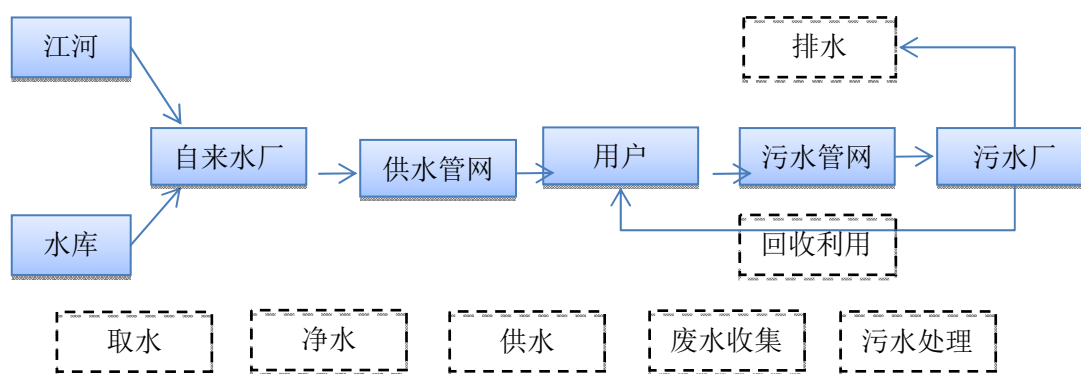 江河
排水
自来水厂
供水管网
用户
污水管网
污水厂
水库
回收利用
取水
净水
供水
废水收集
污水处理